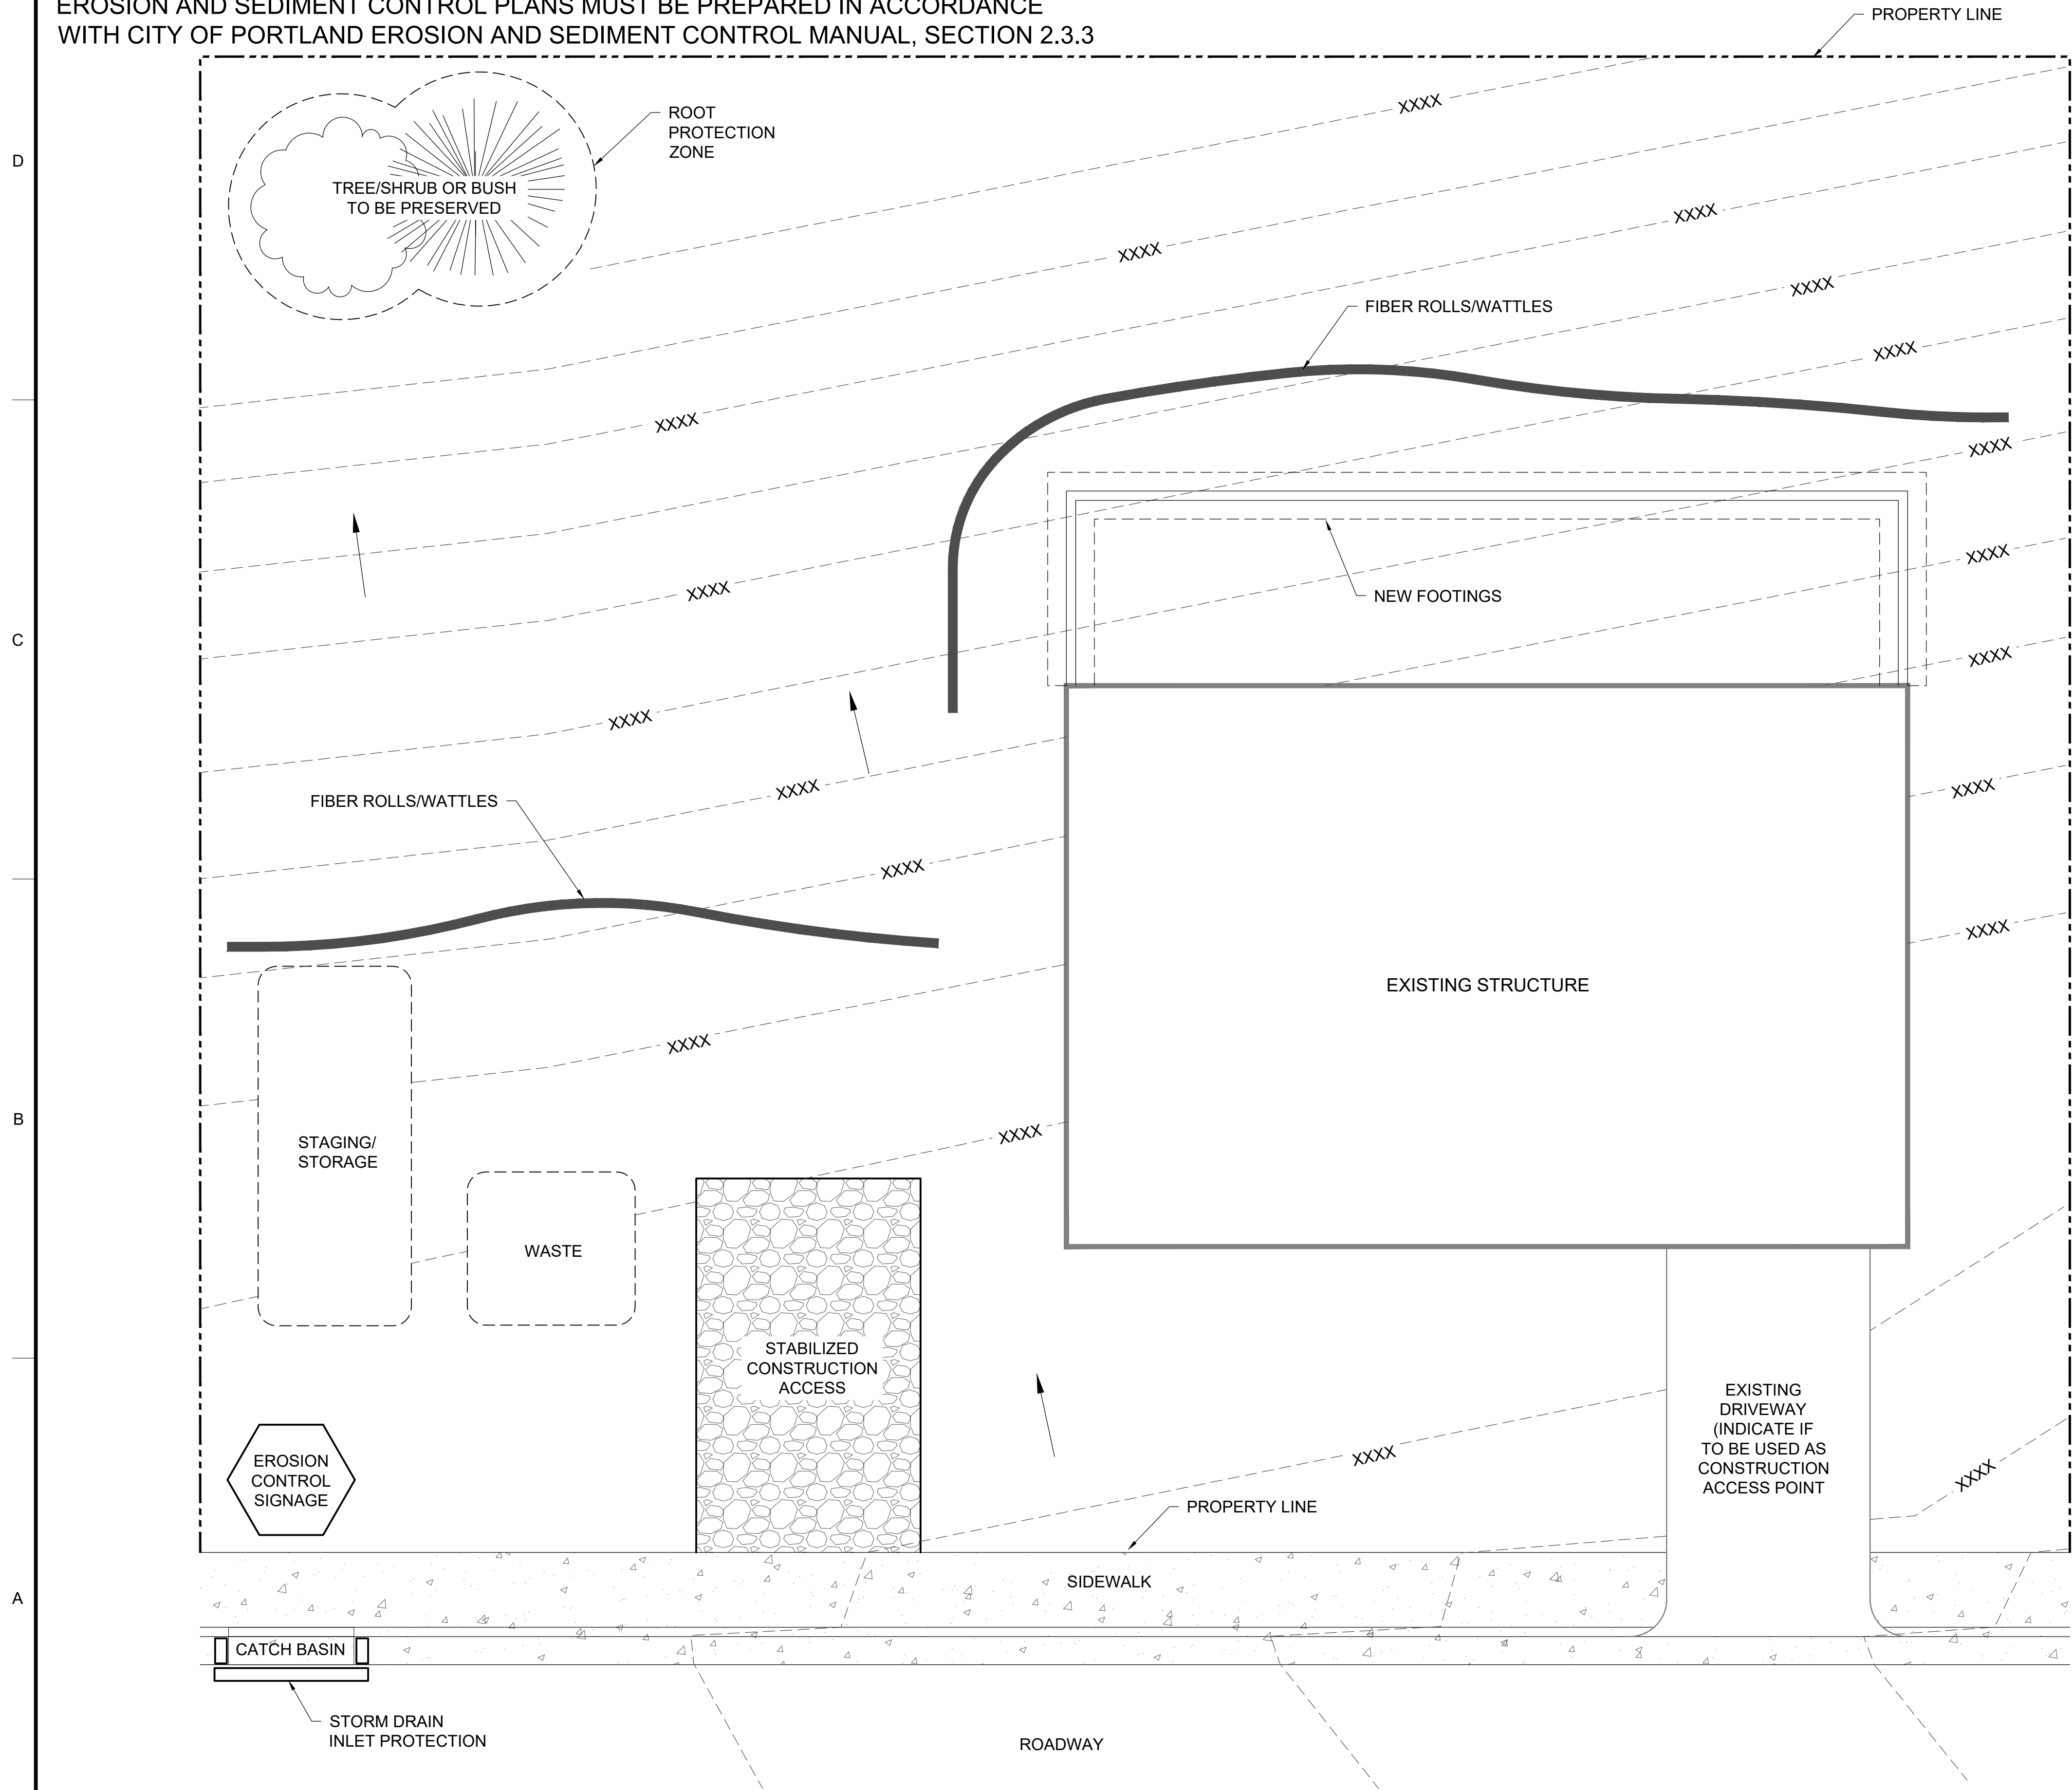 EROSION AND SEDIMENT CONTROL PLANS MUST BE PREPARED IN ACCORDANCE
WITH CITY OF PORTLAND EROSION AND SEDIMENT CONTROL MANUAL, SECTION 2.3.3
PROPERTY LINE
XXXX
ROOT
PROTECTION
ZONE
D
TREE/SHRUB OR BUSH
TO BE PRESERVED
XXXX
XXXX
XXXX
FIBER ROLLS/WATTLES
XXXX
XXXX
XXXX
XXXX
XXXX
NEW FOOTINGS
C
XXXX
XXXX
XXXX
XXXX
FIBER ROLLS/WATTLES
XXXX
XXXX
EXISTING STRUCTURE
XXXX
B
XXXX
STAGING/
STORAGE
WASTE
STABILIZED
CONSTRUCTION
ACCESS
EXISTING
DRIVEWAY
(INDICATE IF
TO BE USED AS
CONSTRUCTION
ACCESS POINT
XXXX
XXXX
EROSION
CONTROL
SIGNAGE
PROPERTY LINE
SIDEWALK
A
CATCH BASIN
STORM DRAIN
INLET PROTECTION
ROADWAY